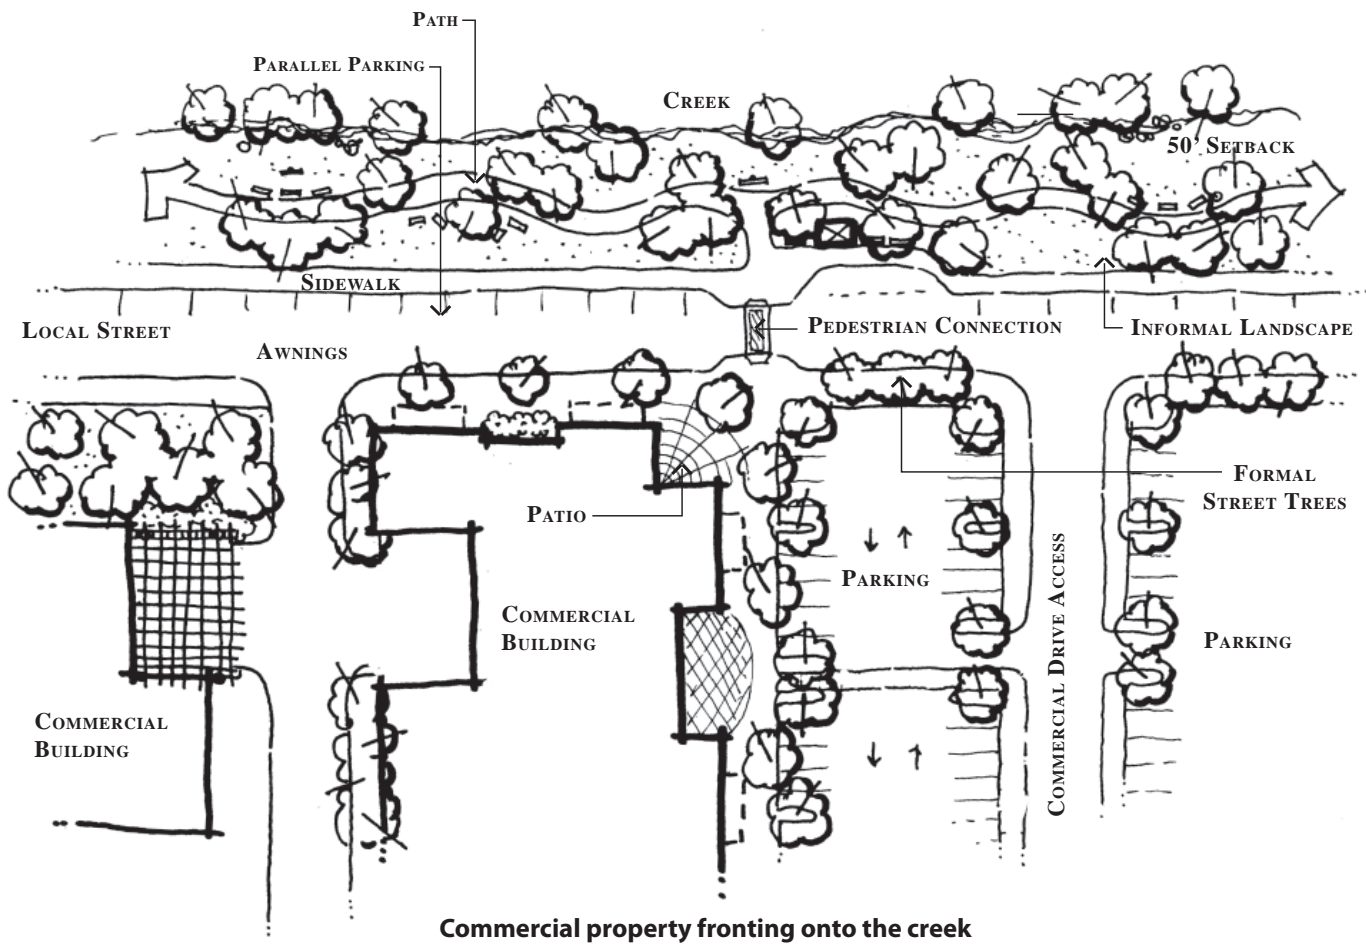 PATH
PARALLEL PARKING
CREEK
50' SETBACK
SIDEWALK
LOCAL STREET
PEDESTRIAN CONNECTION
INFORMAL LANDSCAPE
AWNINGS
FORMAL
STREET TREES
PATIO
PARKING
COMMERCIAL
BUILDING
COMMERCIAL DRIVE ACCESS
PARKING
COMMERCIAL
BUILDING
Commercial property fronting onto the creek